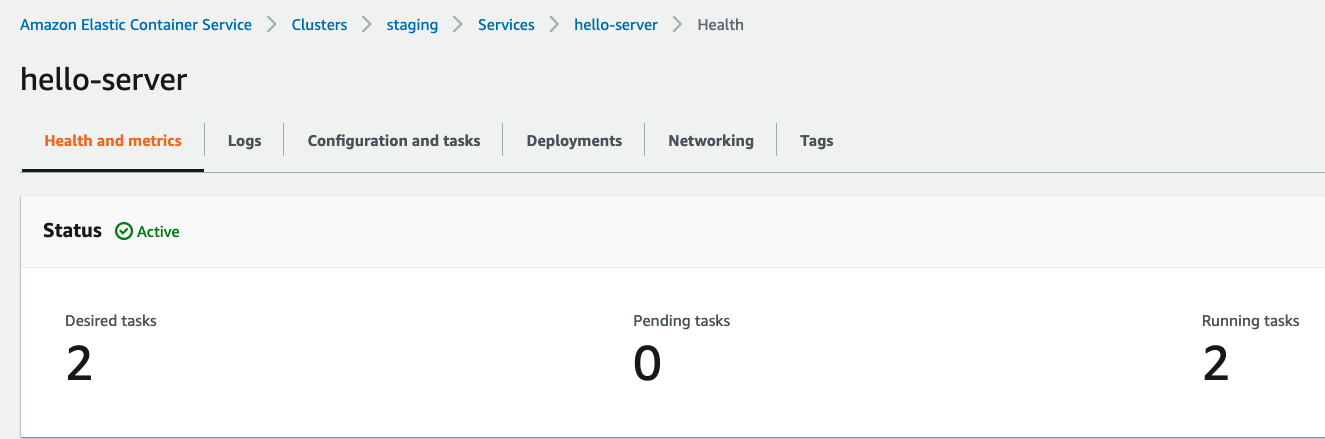 Amazon Elastic Container Service > Clusters > staging > Services > hello-server > Health
hello-server
Health and metrics Logs Configuration and tasks Deployments Networking Tags
Status Active
Desired tasks Pending tasks Running tasks
2 0 2